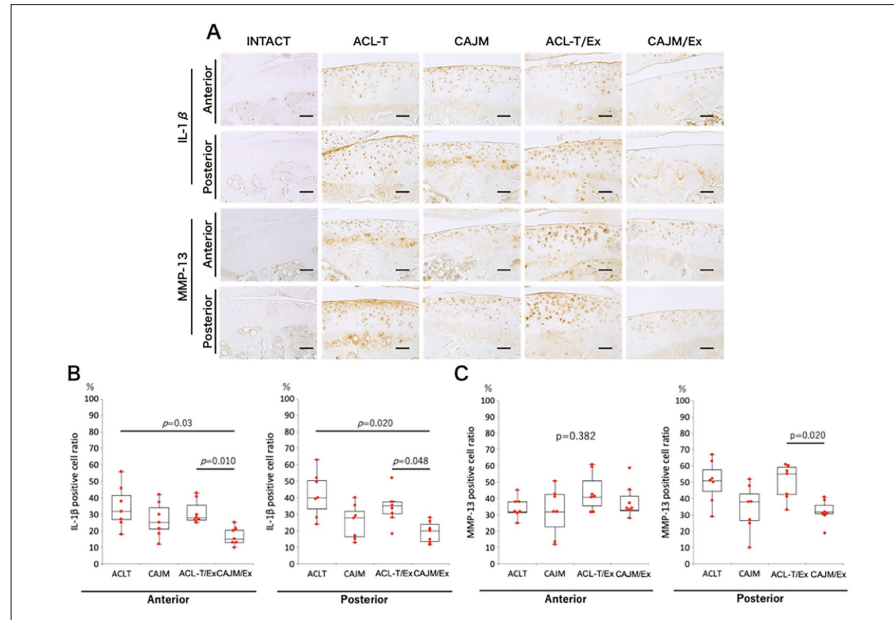 A
INTACT ACL-T CAJM ACL-T/Ex CAJM/Ex
IL-1β
Anterior
Posterior
MMP-13
Anterior
Posterior
B
%
IL-1β positive cell ratio
100
90
80
70
60
50
40
30
20
10
0
p=0.03
p=0.010
ACLT CAJM ACL-T/Ex CAJM/Ex
Anterior
%
IL-1β positive cell ratio
100
90
80
70
60
50
40
30
20
10
0
p=0.020
p=0.048
ACLT CAJM ACL-T/Ex CAJM/Ex
Posterior
C
%
MMP-13 positive cell ratio
100
90
80
70
60
50
40
30
20
10
0
p=0.382
ACLT CAJM ACL-T/Ex CAJM/Ex
Anterior
%
MMP-13 positive cell ratio
100
90
80
70
60
50
40
30
20
10
0
p=0.020
ACLT CAJM ACL-T/Ex CAJM/Ex
Posterior